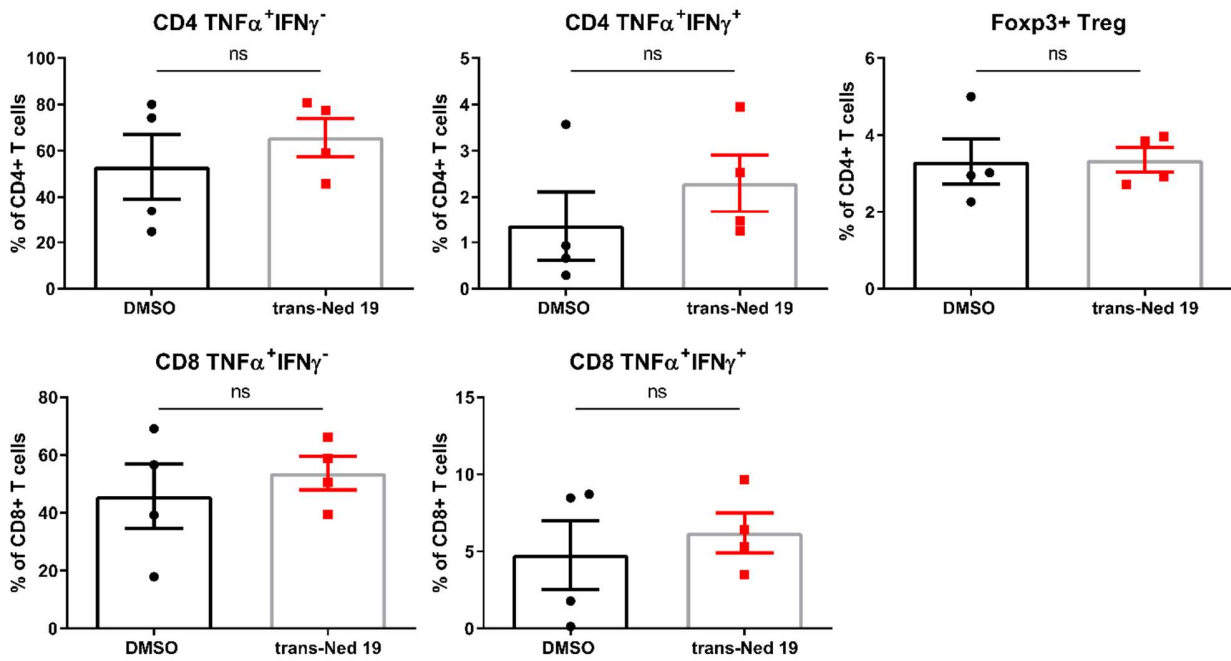 CD4 TNFα⁺IFNγ⁻
ns
% of CD4+ T cells
100
80
60
40
20
0
DMSO
trans-Ned 19
CD4 TNFα⁺IFNγ⁺
ns
% of CD4+ T cells
5
4
3
2
1
0
DMSO
trans-Ned 19
Foxp3+ Treg
ns
% of CD4+ T cells
6
4
2
0
DMSO
trans-Ned 19
CD8 TNFα⁺IFNγ⁻
ns
% of CD8+ T cells
80
60
40
20
0
DMSO
trans-Ned 19
CD8 TNFα⁺IFNγ⁺
ns
% of CD8+ T cells
15
10
5
0
DMSO
trans-Ned 19